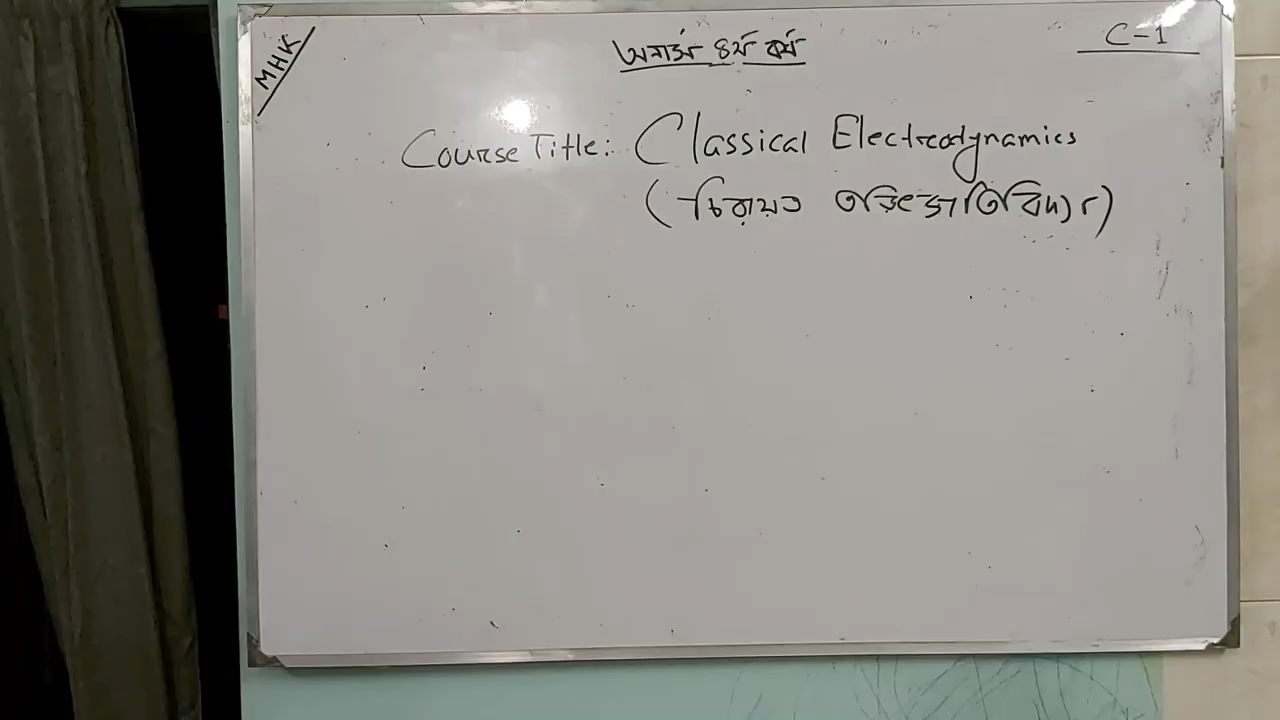 MHK
অনার্স ৪র্থ বর্ষ
C-1
Course Title: Classical Electrodynamics
(চিরায়ত তড়িৎগতিবিদ্যা)